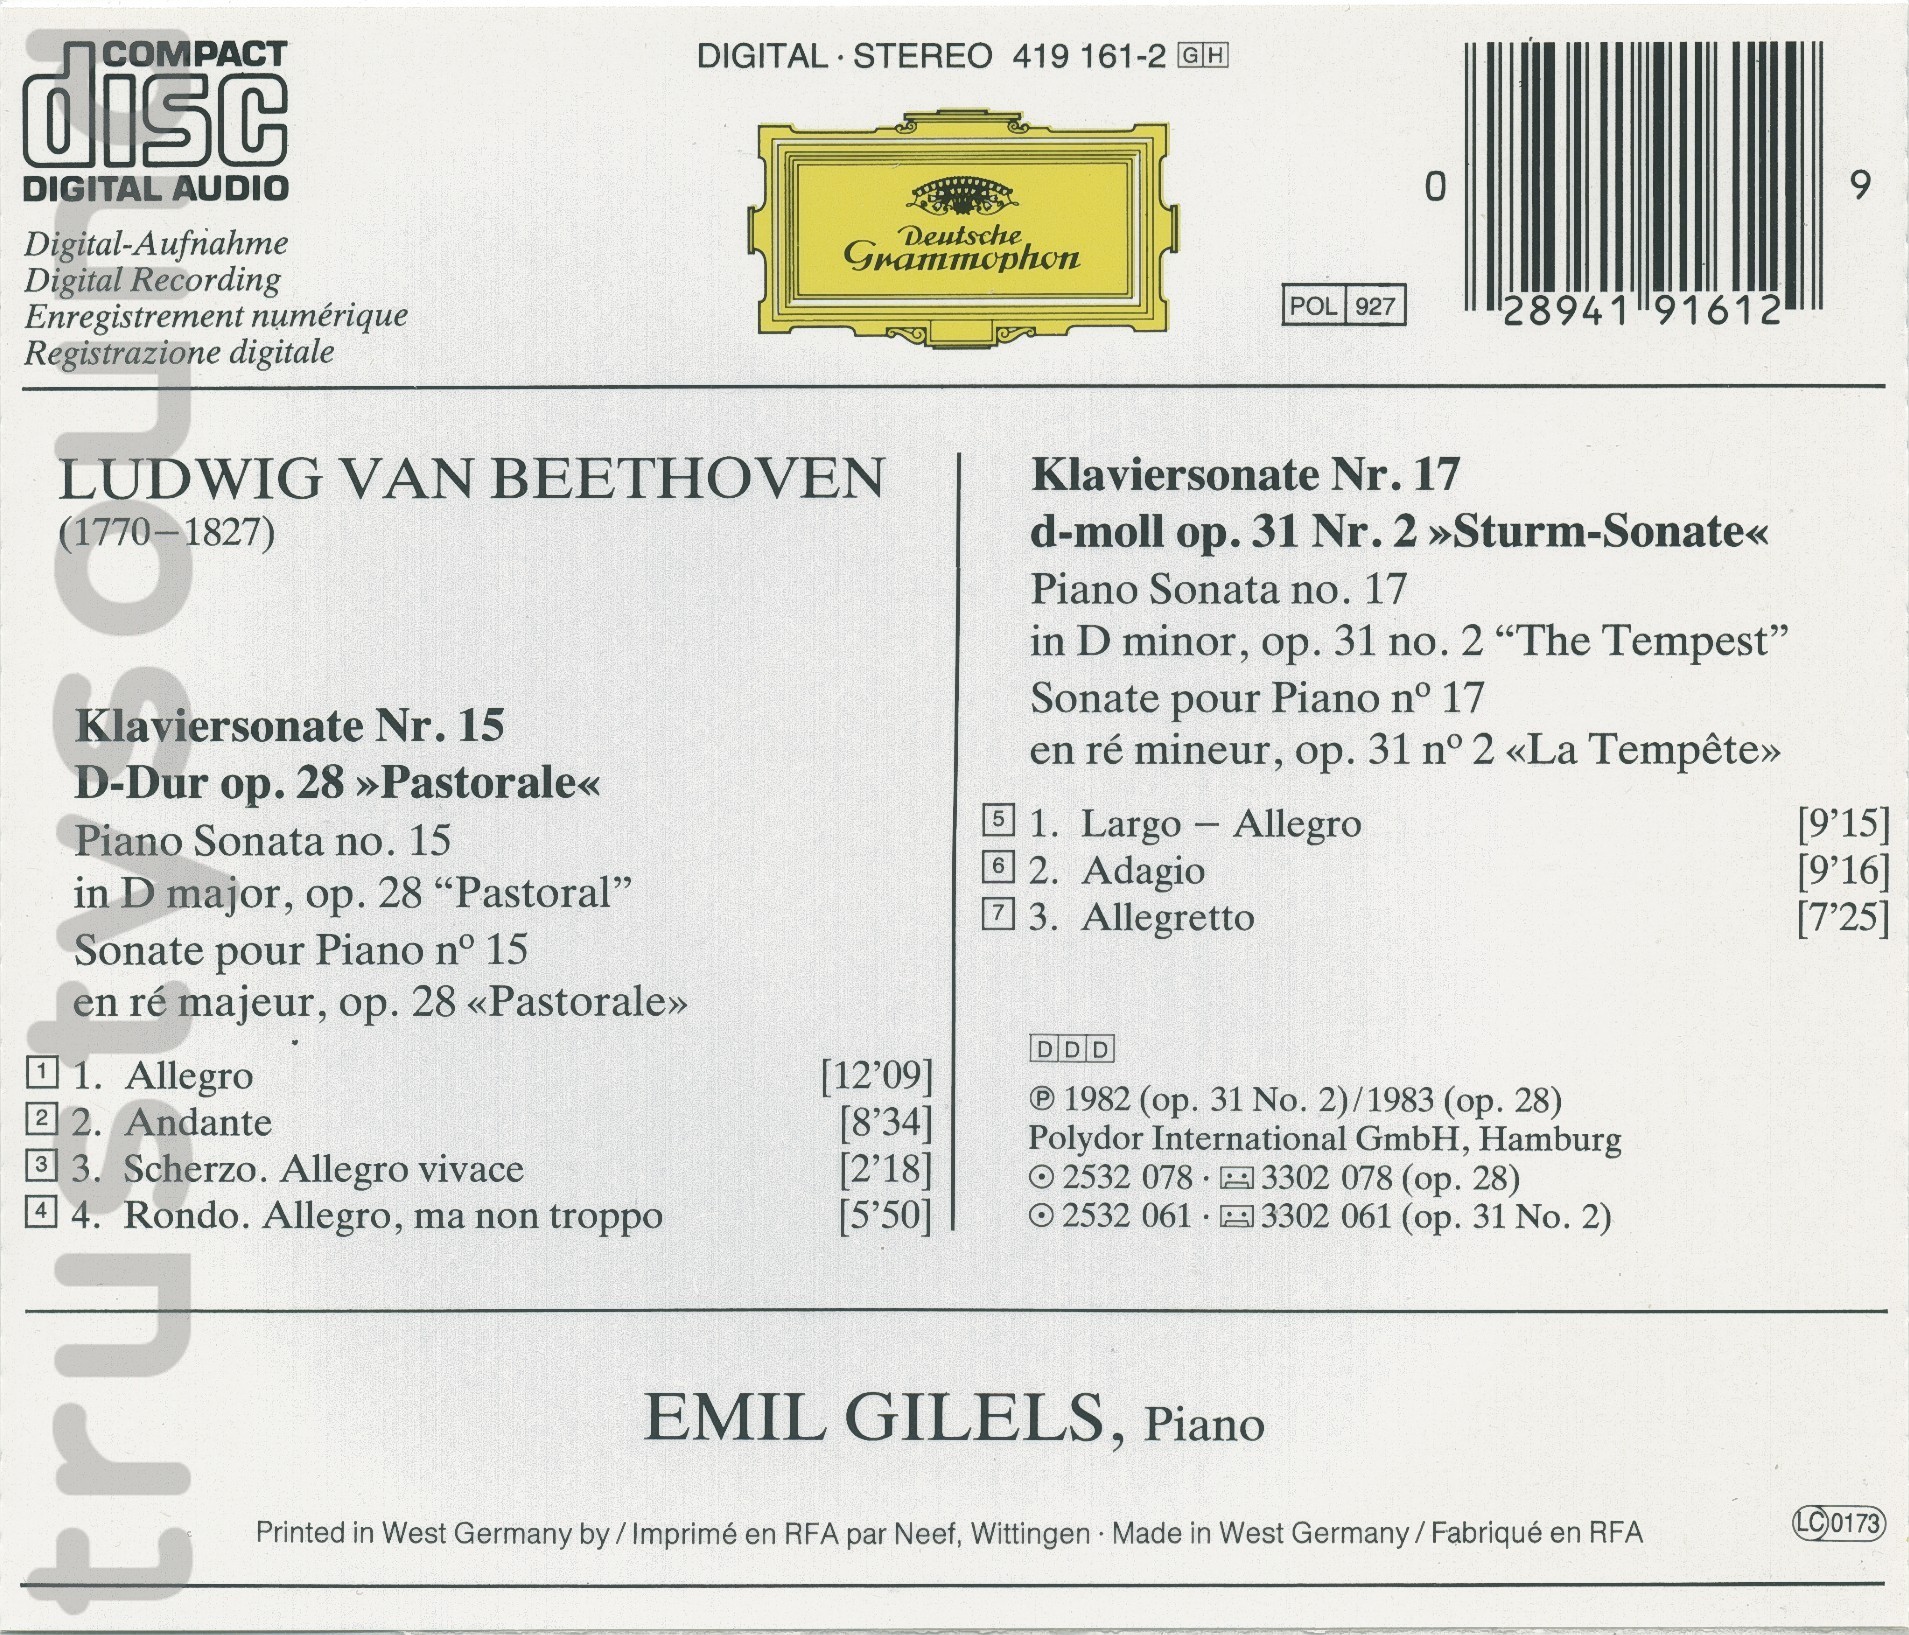 COMPACT
disc
DIGITAL AUDIO
Digital-Aufnahme
Digital Recording
Enregistrement numérique
Registrazione digitale
DIGITAL · STEREO 419 161-2 GH
Deutsche
Grammophon
POL 927
0 28941 91612 9
LUDWIG VAN BEETHOVEN
(1770–1827)
Klaviersonate Nr. 15
D-Dur op. 28 »Pastorale«
Piano Sonata no. 15
in D major, op. 28 “Pastoral”
Sonate pour Piano nº 15
en ré majeur, op. 28 «Pastorale»
1 1. Allegro [12’09]
2 2. Andante [8’34]
3 3. Scherzo. Allegro vivace [2’18]
4 4. Rondo. Allegro, ma non troppo [5’50]
Klaviersonate Nr. 17
d-moll op. 31 Nr. 2 »Sturm-Sonate«
Piano Sonata no. 17
in D minor, op. 31 no. 2 “The Tempest”
Sonate pour Piano nº 17
en ré mineur, op. 31 nº 2 «La Tempête»
5 1. Largo – Allegro [9’15]
6 2. Adagio [9’16]
7 3. Allegretto [7’25]
DDD
℗ 1982 (op. 31 No. 2)/1983 (op. 28)
Polydor International GmbH, Hamburg
2532 078 · 3302 078 (op. 28)
2532 061 · 3302 061 (op. 31 No. 2)
EMIL GILELS, Piano
Printed in West Germany by / Imprimé en RFA par Neef, Wittingen · Made in West Germany / Fabriqué en RFA
LC 0173
trustysound